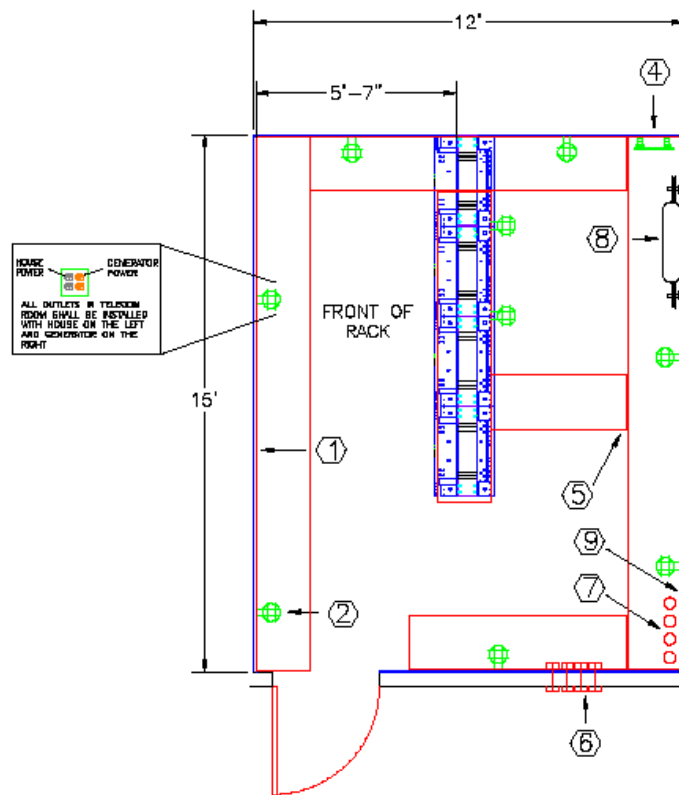 12'
5'-7"
4
HOUSE
POWER
GENERATOR
POWER
ALL OUTLETS IN TELECOM
ROOM SHALL BE INSTALLED
WITH HOUSE ON THE LEFT
AND GENERATOR ON THE
RIGHT
8
FRONT OF
RACK
15'
1
5
9
7
2
6